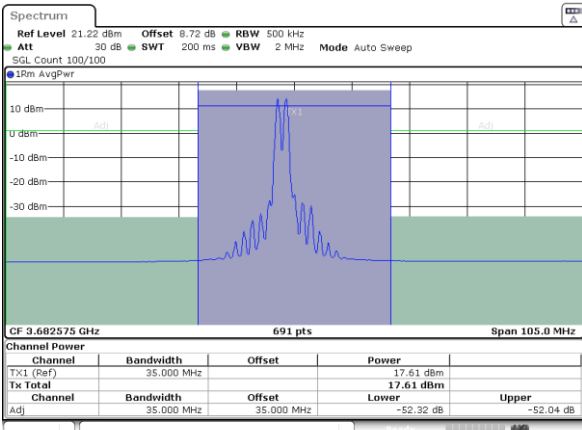 Spectrum
Ref Level 21.22 dBm Offset 8.72 dB RBW 500 kHz
Att 30 dB SWT 200 ms VBW 2 MHz Mode Auto Sweep
SGL Count 100/100
1Rm AvgPwr
10 dBm
TX1
Adj Adj
0 dBm
-10 dBm
-20 dBm
-30 dBm
CF 3.682575 GHz 691 pts Span 105.0 MHz
Channel Power
Channel Bandwidth Offset Power
TX1 (Ref) 35.000 MHz 17.61 dBm
Tx Total 17.61 dBm
Channel Bandwidth Offset Lower Upper
Adj 35.000 MHz 35.000 MHz -52.32 dB -52.04 dB